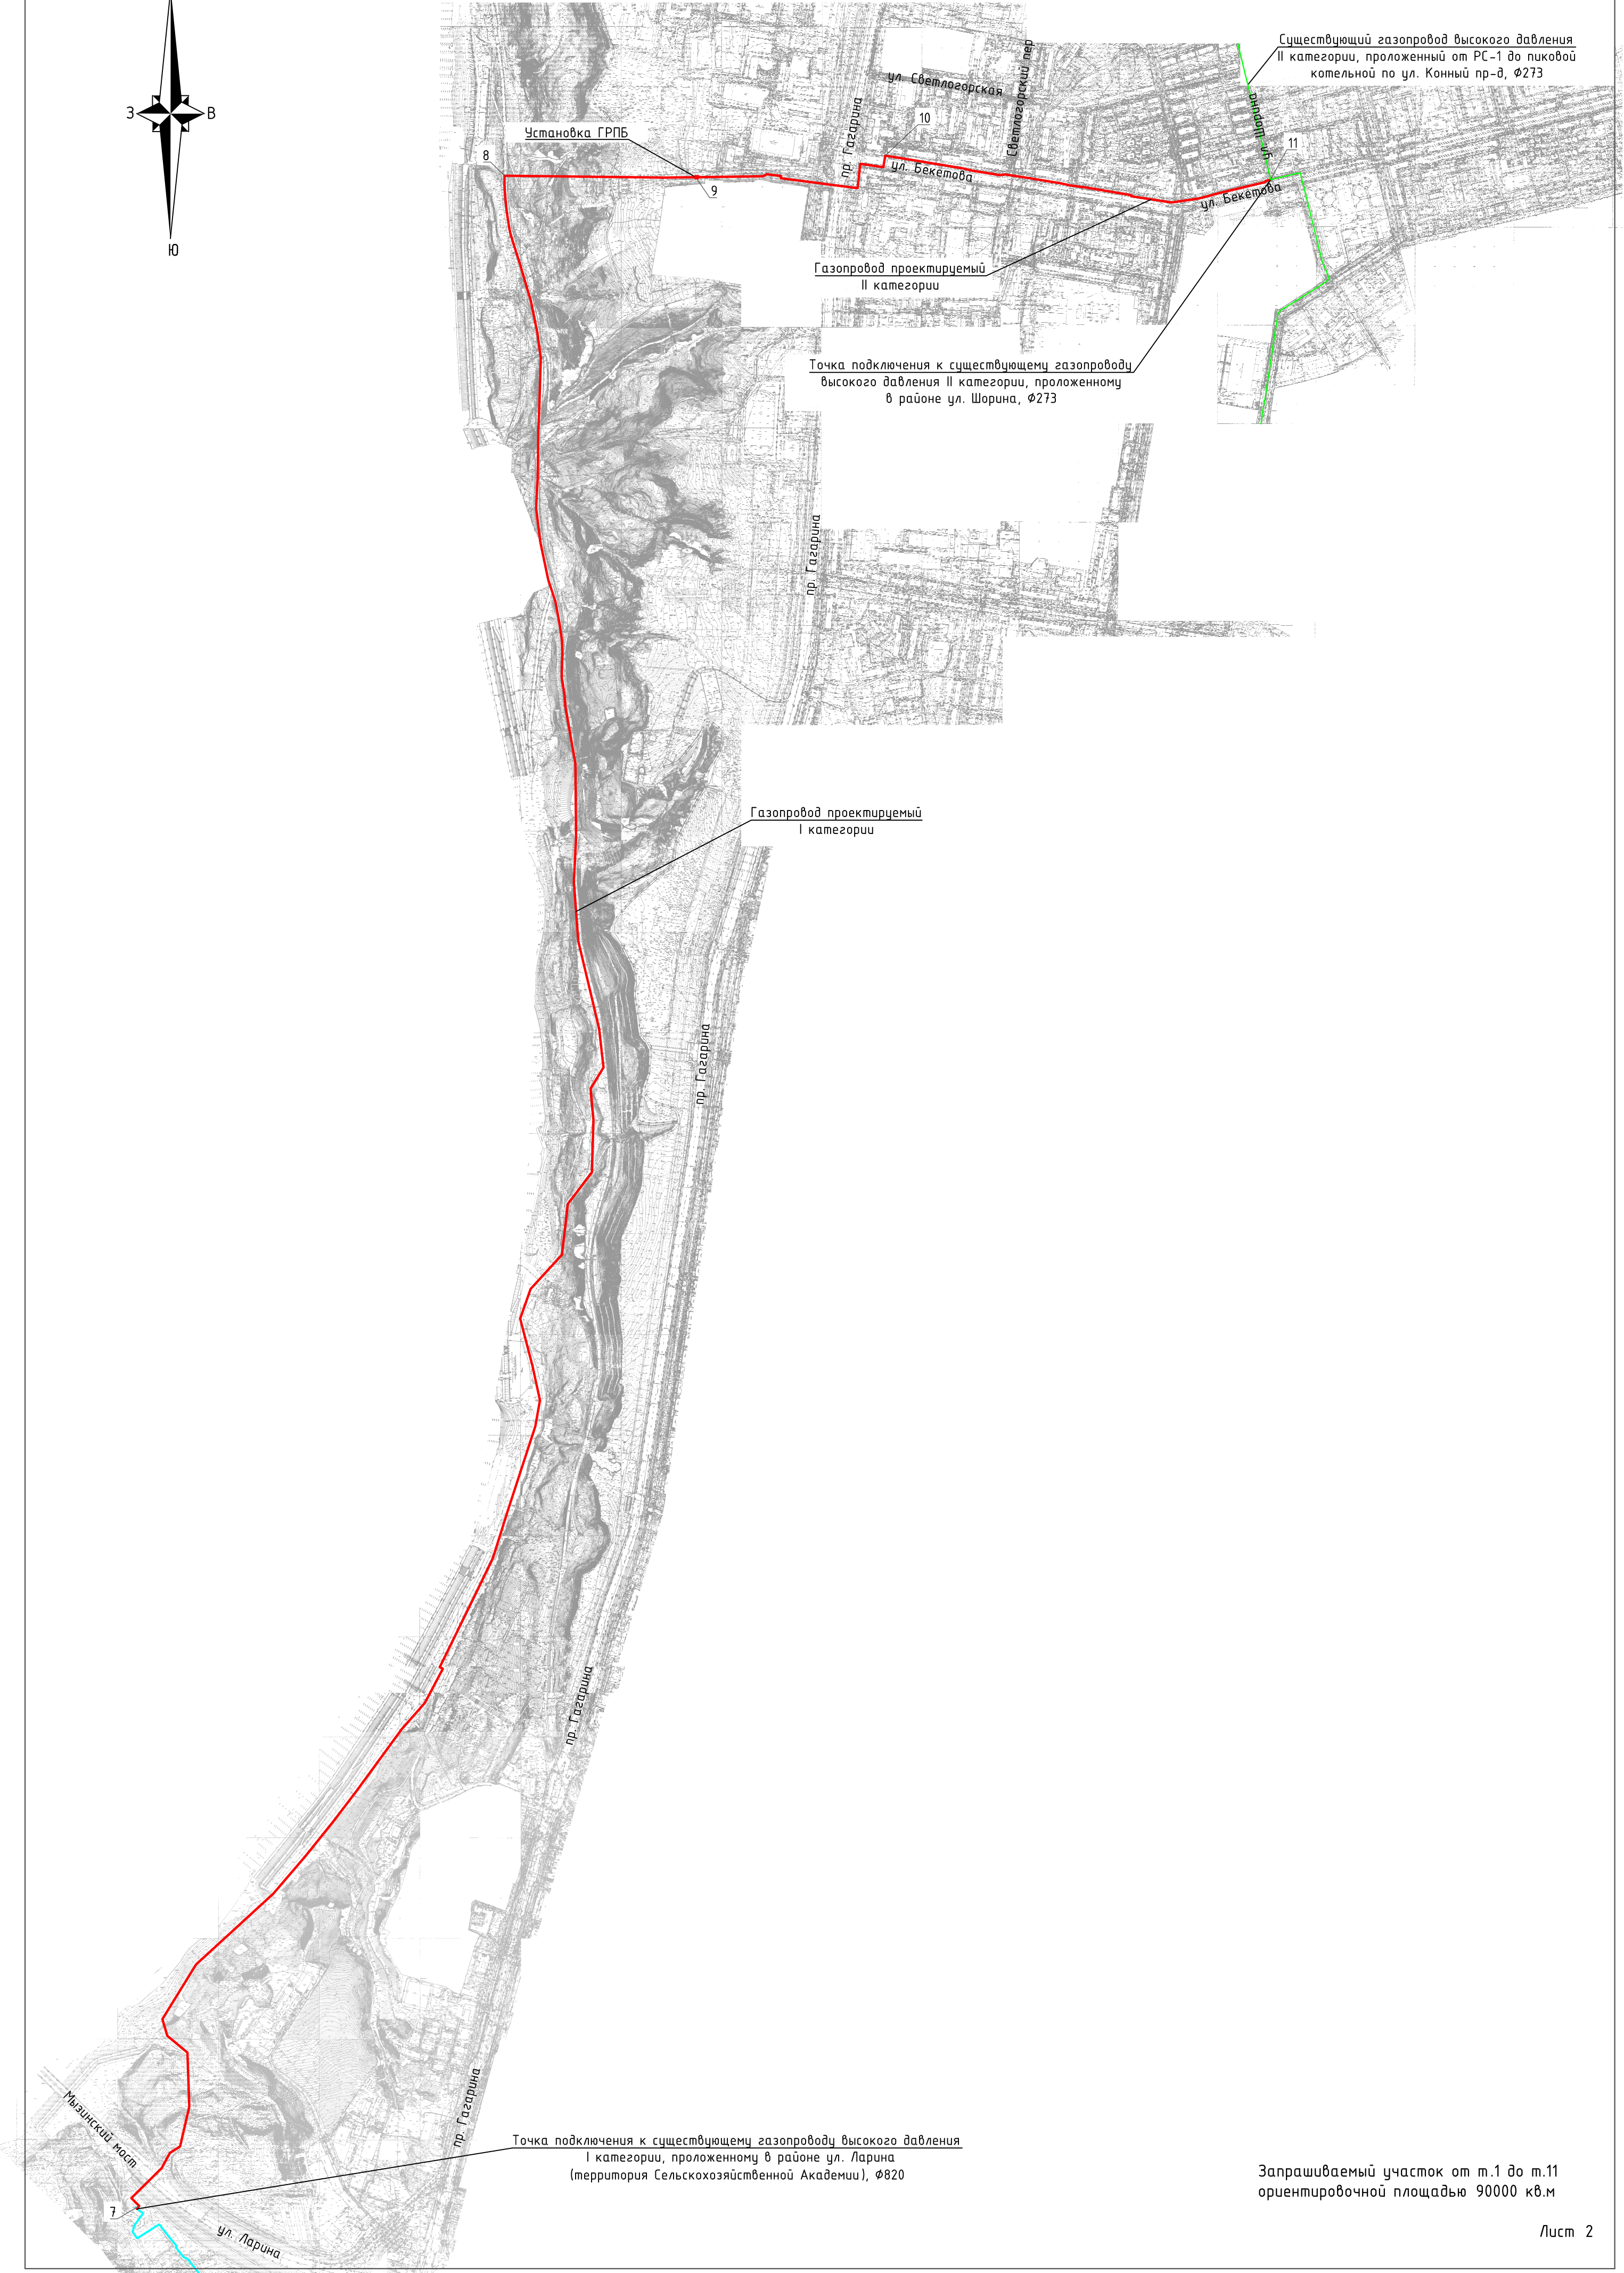 Существующий газопровод высокого давления
II категории, проложенный от РС-1 до пиковой
котельной по ул. Конный пр-д, Ф273
З
В
Ю
Установка ГРПБ
8
9
10
11
ул. Светлогорская
Светлогорский пер
пр. Гагарина
ул. Бекетова
ул. Шорина
ул. Бекетова
Газопровод проектируемый
II категории
Точка подключения к существующему газопроводу
высокого давления II категории, проложенному
в районе ул. Шорина, Ф273
пр. Гагарина
Газопровод проектируемый
I категории
пр. Гагарина
пр. Гагарина
пр. Гагарина
Мызинский мост
Точка подключения к существующему газопроводу высокого давления
I категории, проложенному в районе ул. Ларина
(территория Сельскохозяйственной Академии), Ф820
7
ул. Ларина
Запрашиваемый участок от т.1 до т.11
ориентировочной площадью 90000 кв.м
Лист 2